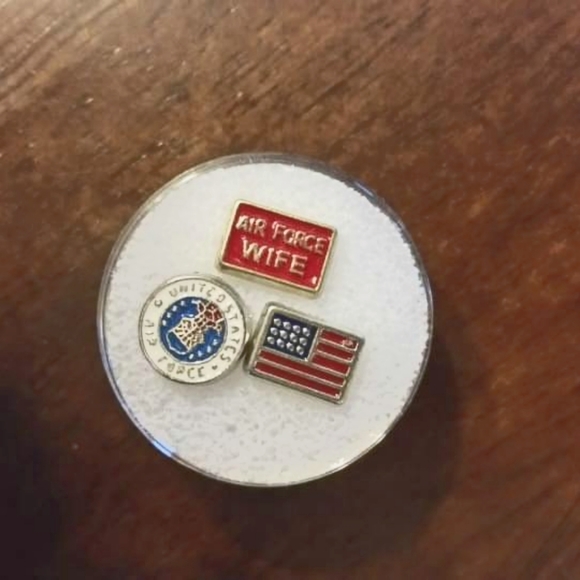 AIR FORCE
WIFE
UNITED STATES
AIR FORCE